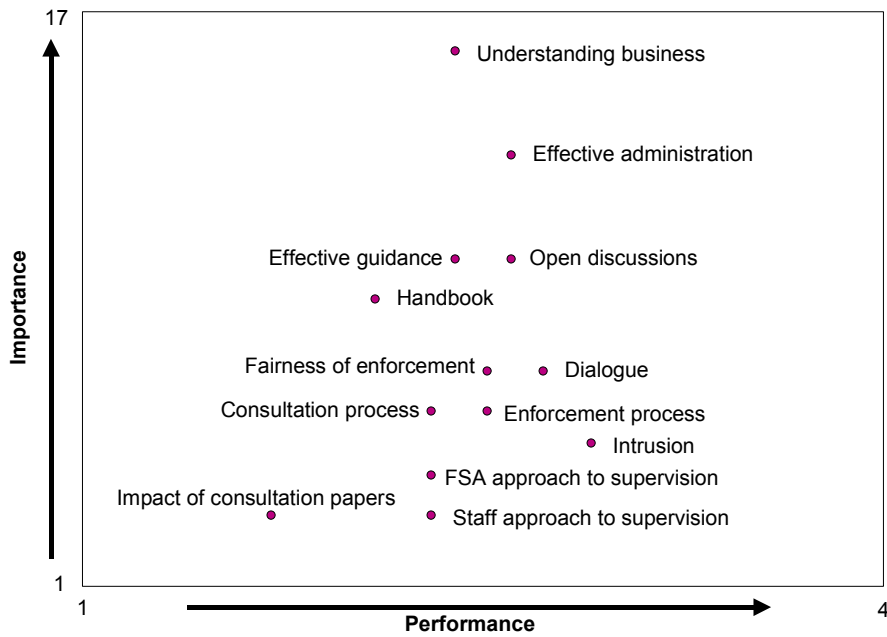 17
Understanding business
Effective administration
Effective guidance
Open discussions
Handbook
Importance
Fairness of enforcement
Dialogue
Consultation process
Enforcement process
Intrusion
FSA approach to supervision
Impact of consultation papers
Staff approach to supervision
1
1
4
Performance